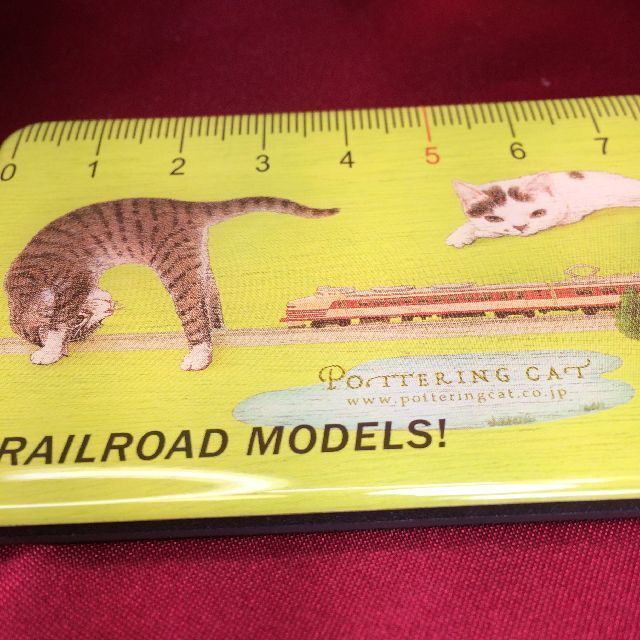 0 1 2 3 4 5 6 7
POTTERING CAT
www.potteringcat.co.jp
RAILROAD MODELS!